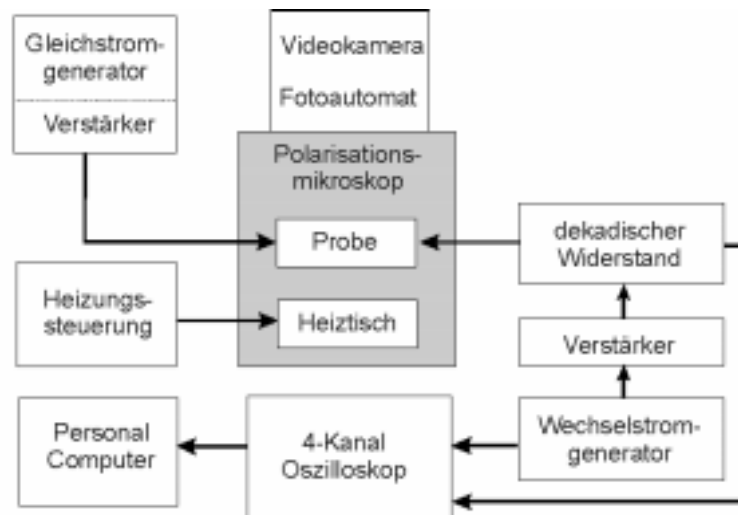 Gleichstrom-
generator
Verstärker
Videokamera
Fotoautomat
Polarisations-
mikroskop
Probe
dekadischer
Widerstand
Heizungs-
steuerung
Heiztisch
Verstärker
Personal
Computer
4-Kanal
Oszilloskop
Wechselstrom-
generator